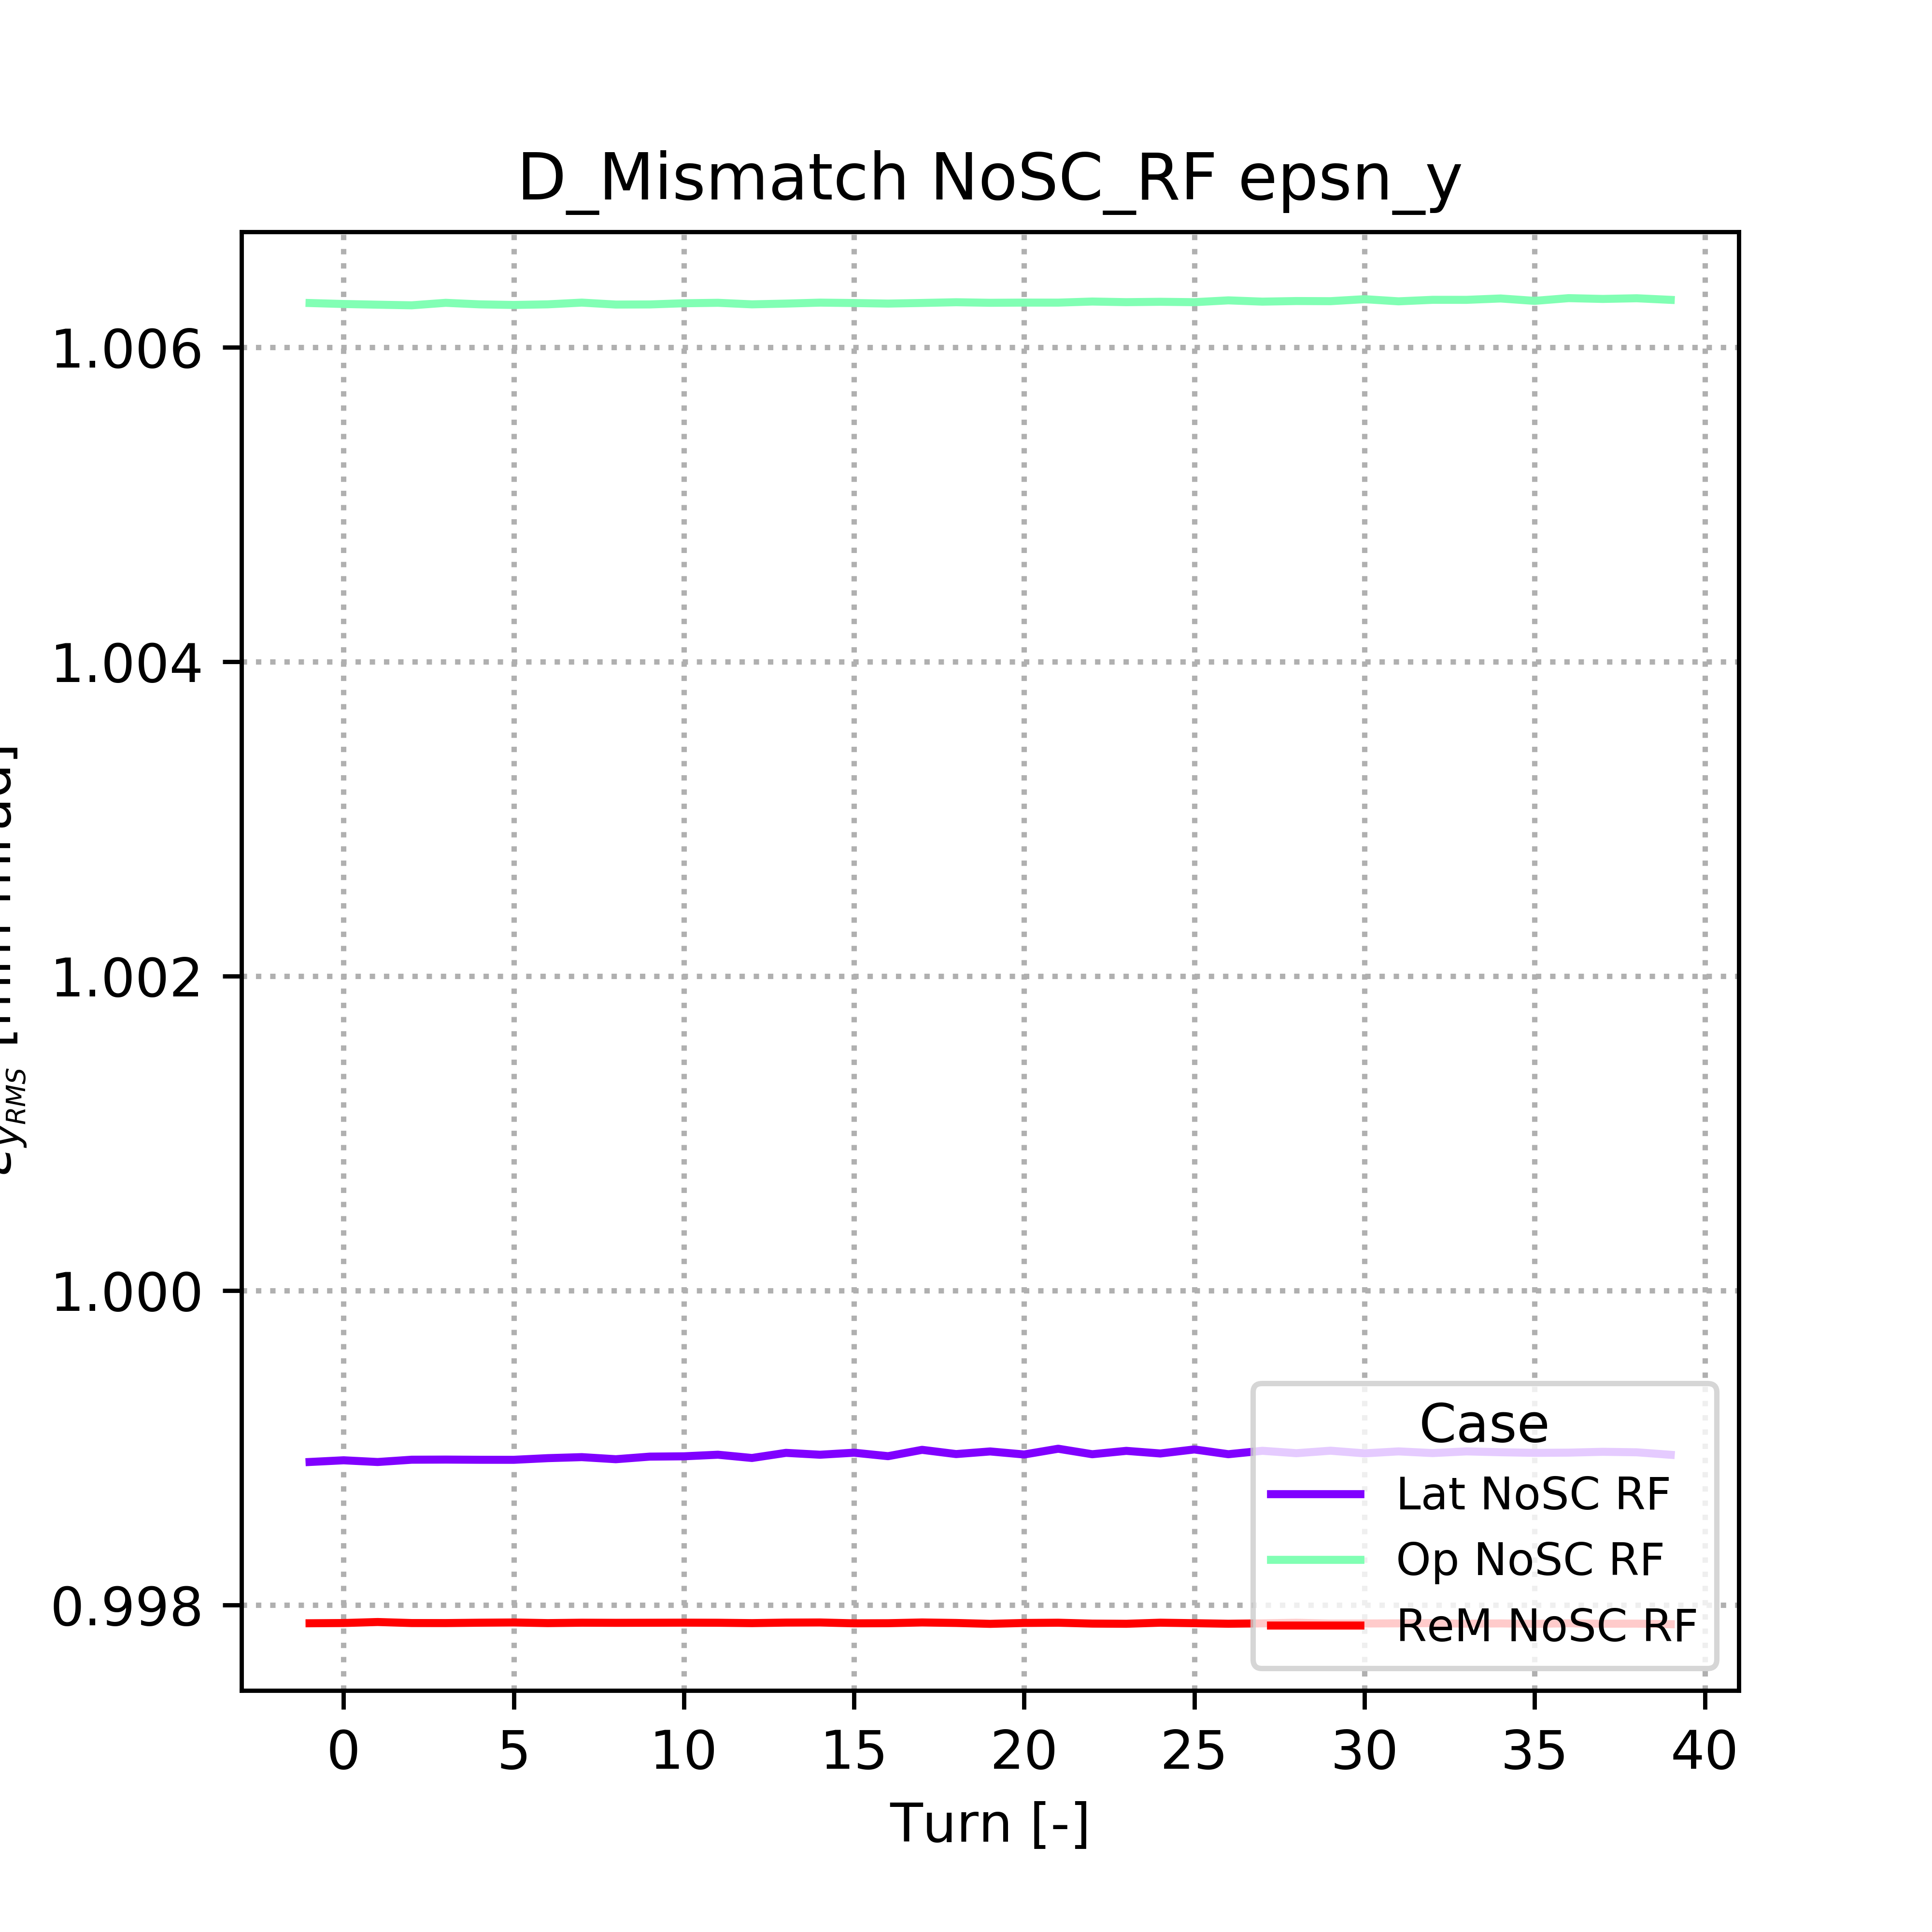 D_Mismatch NoSC_RF epsn_y
1.006
1.004
1.002
1.000
0.998
0
5
10
15
20
25
30
35
40
Turn [-]
Case
Lat NoSC RF
Op NoSC RF
ReM NoSC RF